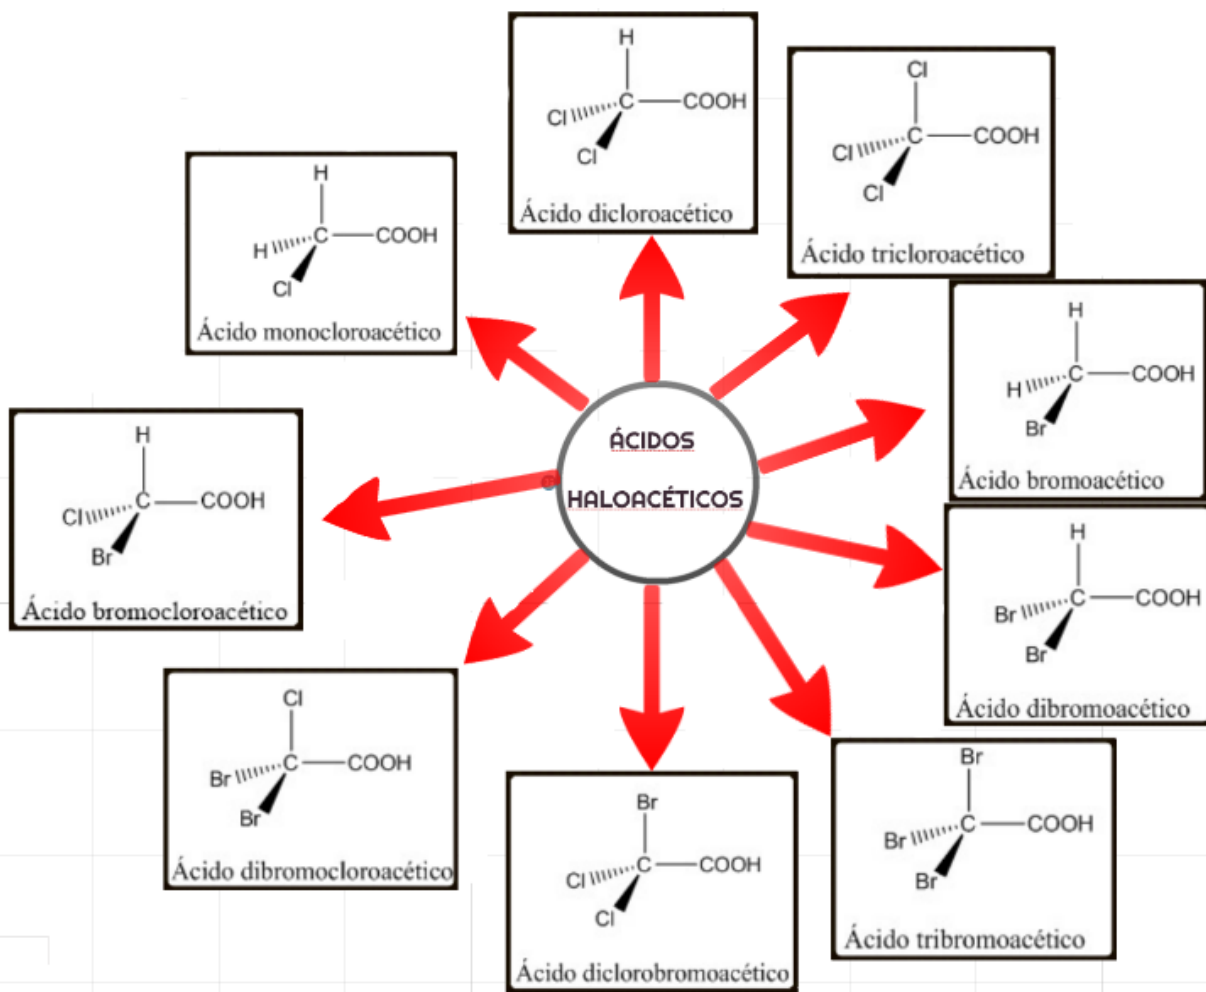 H
Cl
C
COOH
Cl
Ácido dicloroacético
Cl
Cl
C
COOH
Cl
Ácido tricloroacético
H
H
C
COOH
Cl
Ácido monocloroacético
H
H
C
COOH
Br
Ácido bromoacético
ÁCIDOS
HALOACÉTICOS
H
Cl
C
COOH
Br
Ácido bromocloroacético
H
Br
C
COOH
Br
Ácido dibromoacético
Cl
Br
C
COOH
Br
Ácido dibromocloroacético
Br
Cl
C
COOH
Cl
Ácido diclorobromoacético
Br
Br
C
COOH
Br
Ácido tribromoacético